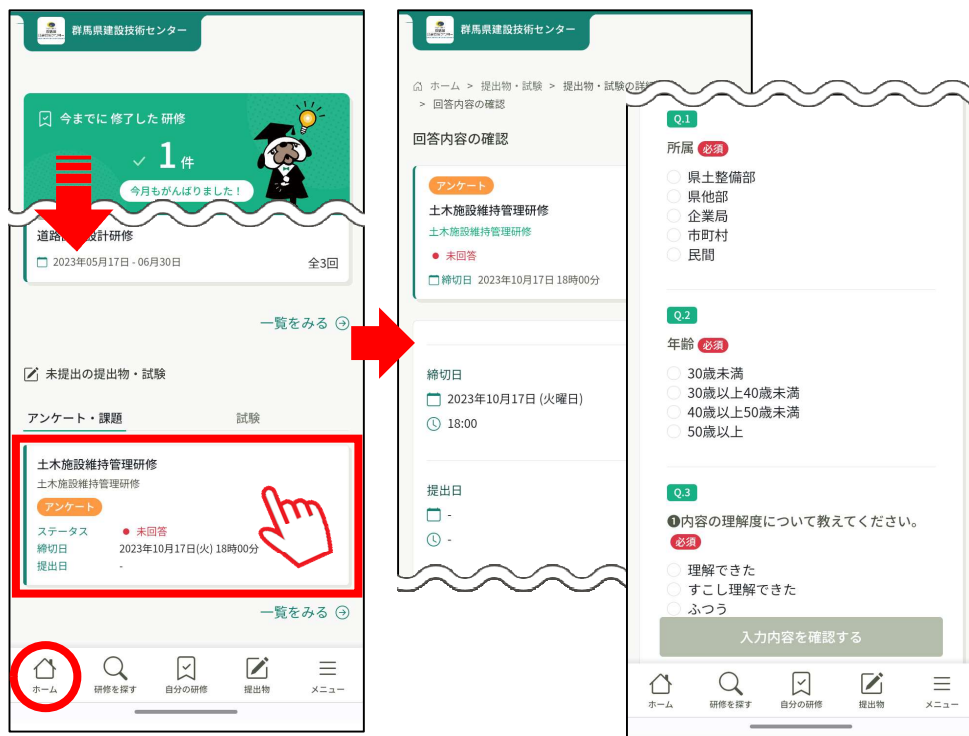 群馬県建設技術センター
今までに修了した研修
1件
今月もがんばりました！
設計研修
2023年05月17日 - 06月30日
全3回
一覧をみる
未提出の提出物・試験
アンケート・課題
試験
土木施設維持管理研修
土木施設維持管理研修
アンケート
ステータス ● 未回答
締切日 2023年10月17日(火) 18時00分
提出日 -
一覧をみる
ホーム
研修を探す
自分の研修
提出物
メニュー
群馬県建設技術センター
ホーム > 提出物・試験 > 提出物・試験の詳細
> 回答内容の確認
回答内容の確認
アンケート
土木施設維持管理研修
土木施設維持管理研修
● 未回答
締切日 2023年10月17日 18時00分
締切日
2023年10月17日 (火曜日)
18:00
提出日
-
-
Q.1
所属 必須
県土整備部
県他部
企業局
市町村
民間
Q.2
年齢 必須
30歳未満
30歳以上40歳未満
40歳以上50歳未満
50歳以上
Q.3
❶内容の理解度について教えてください。
必須
理解できた
すこし理解できた
ふつう
入力内容を確認する
ホーム
研修を探す
自分の研修
提出物
メニュー